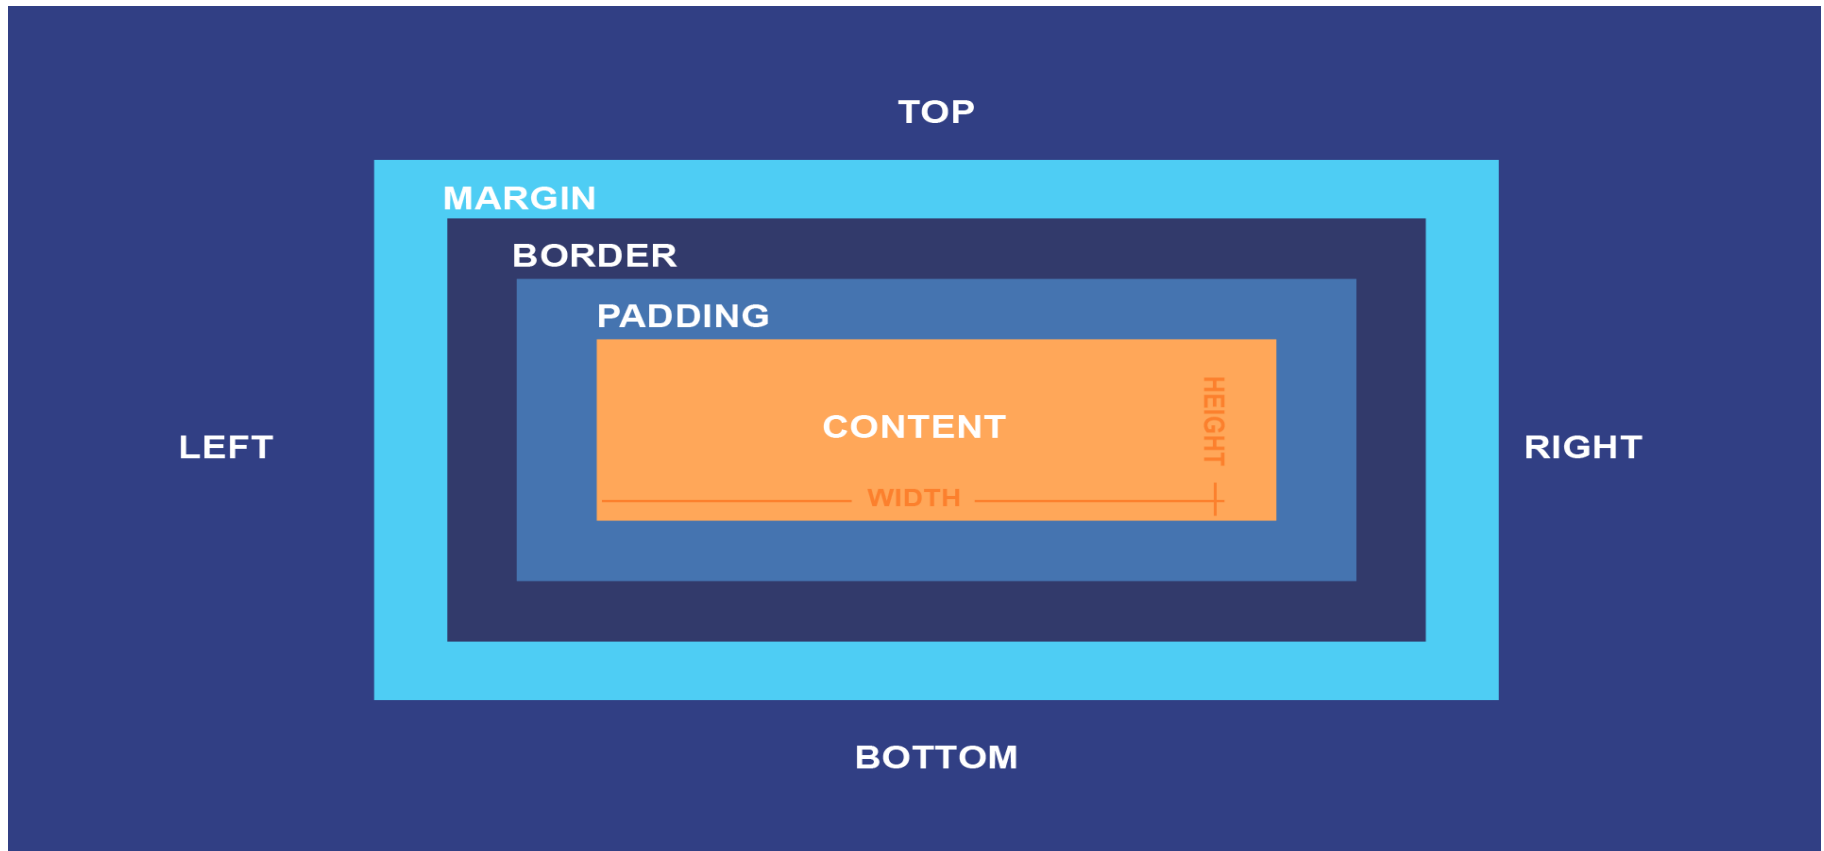 TOP
MARGIN
BORDER
PADDING
CONTENT
HEIGHT
LEFT
RIGHT
WIDTH
BOTTOM